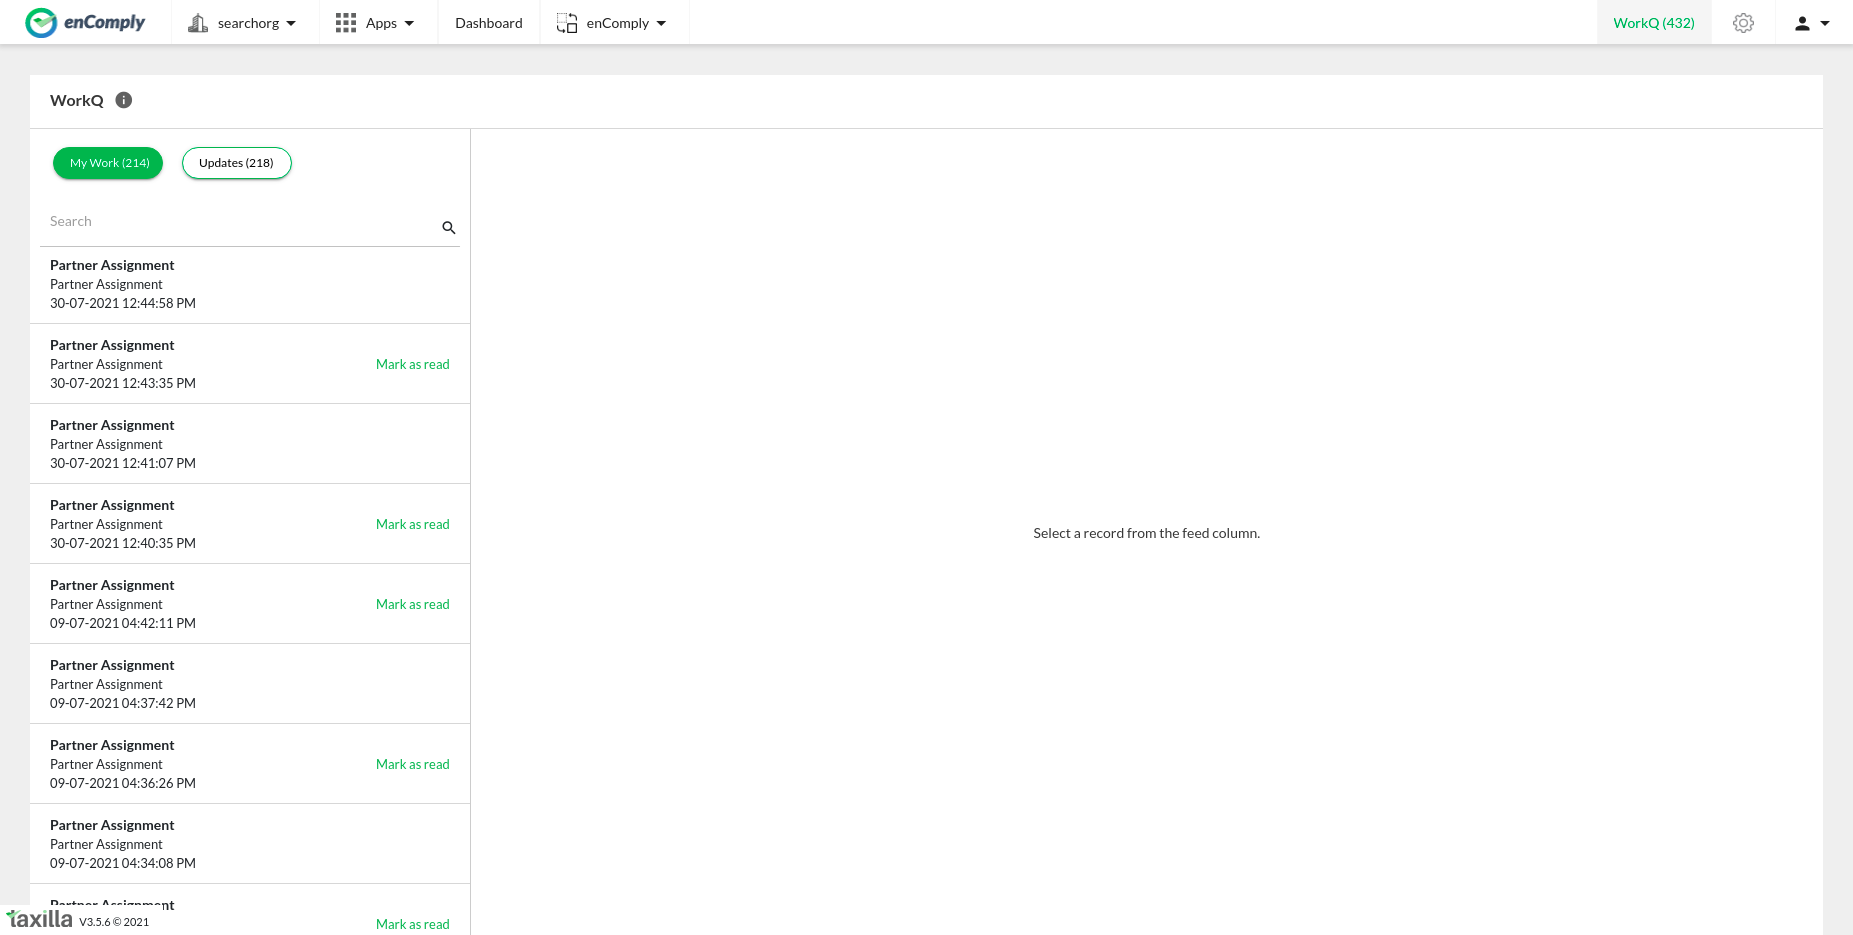 enComply
searchorg
Apps
Dashboard
enComply
WorkQ (432)
WorkQ
My Work (214)
Updates (218)
Search
Partner Assignment
Partner Assignment
30-07-2021 12:44:58 PM
Partner Assignment
Partner Assignment
Mark as read
30-07-2021 12:43:35 PM
Partner Assignment
Partner Assignment
30-07-2021 12:41:07 PM
Partner Assignment
Partner Assignment
Mark as read
30-07-2021 12:40:35 PM
Partner Assignment
Partner Assignment
Mark as read
09-07-2021 04:42:11 PM
Partner Assignment
Partner Assignment
09-07-2021 04:37:42 PM
Partner Assignment
Partner Assignment
Mark as read
09-07-2021 04:36:26 PM
Partner Assignment
Partner Assignment
09-07-2021 04:34:08 PM
Partner Assignment
Mark as read
Select a record from the feed column.
taxilla V3.5.6 © 2021